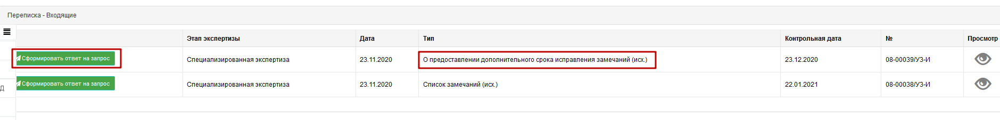 Переписка - Входящие
Этап экспертизы Дата Тип Контрольная дата № Просмотр
Сформировать ответ на запрос Специализированная экспертиза 23.11.2020 О предоставлении дополнительного срока исправления замечаний (исх.) 23.12.2020 08-00039/УЗ-И
Сформировать ответ на запрос Специализированная экспертиза 23.11.2020 Список замечаний (исх.) 22.01.2021 08-00038/УЗ-И